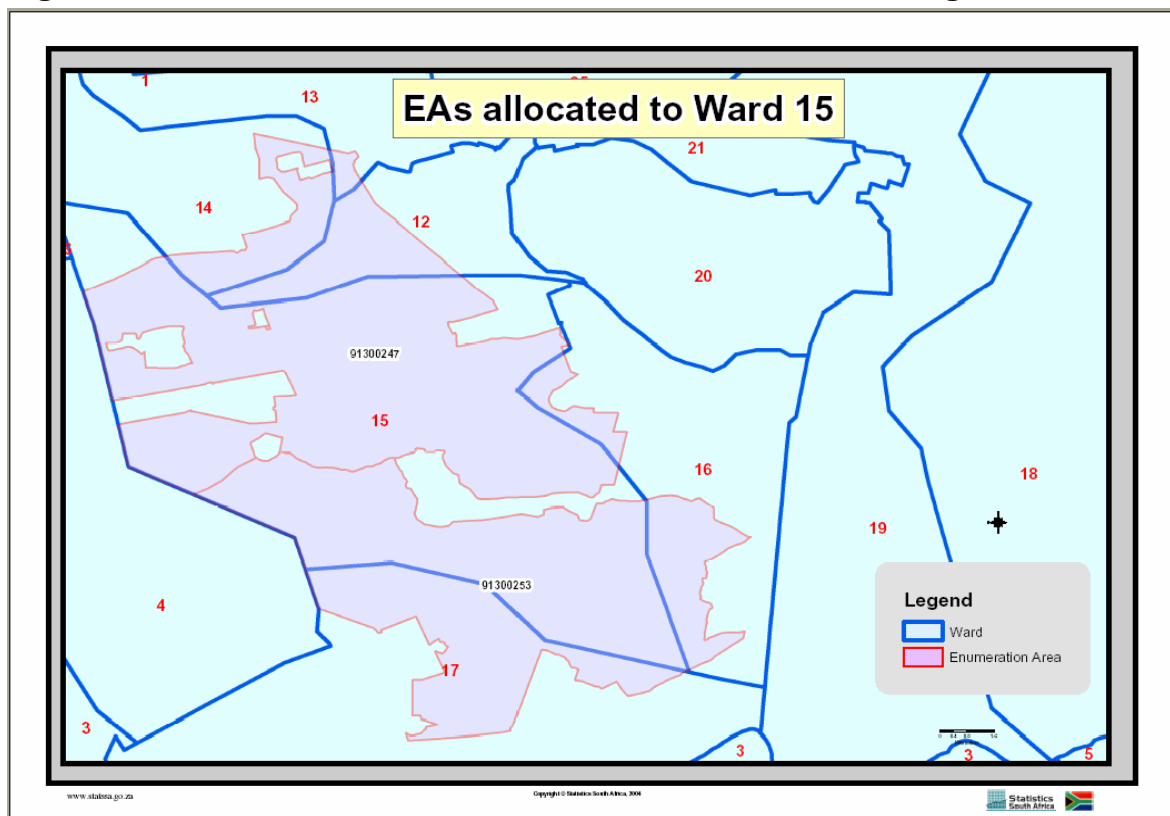 EAs allocated to Ward 15
1
13
21
14
12
20
91300247
15
16
18
19
91300253
4
17
3
3
3
5
Legend
Ward
Enumeration Area
www.statssa.go.za
Copyright © Statistics South Africa, 2004
Statistics
South Africa